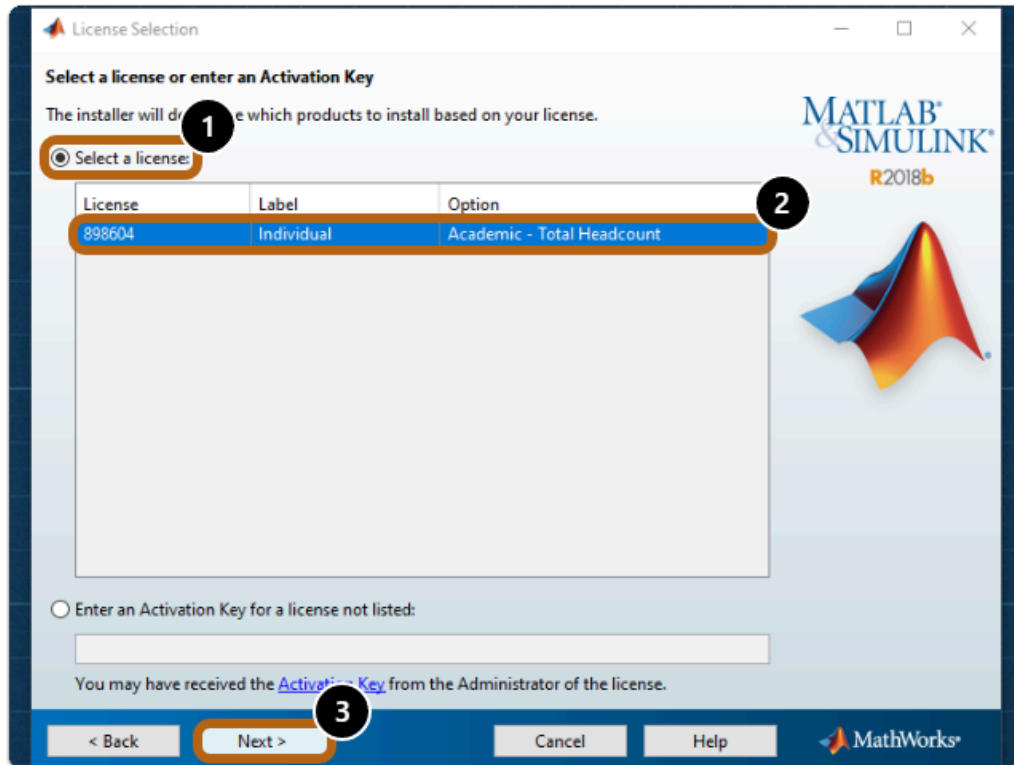 License Selection
Select a license or enter an Activation Key
The installer will de e which products to install based on your license.
1
MATLAB®
&SIMULINK®
R2018b
Select a license:
License Label Option
2
898604 Individual Academic - Total Headcount
Enter an Activation Key for a license not listed:
You may have received the Activation Key from the Administrator of the license.
3
< Back Next > Cancel Help MathWorks®